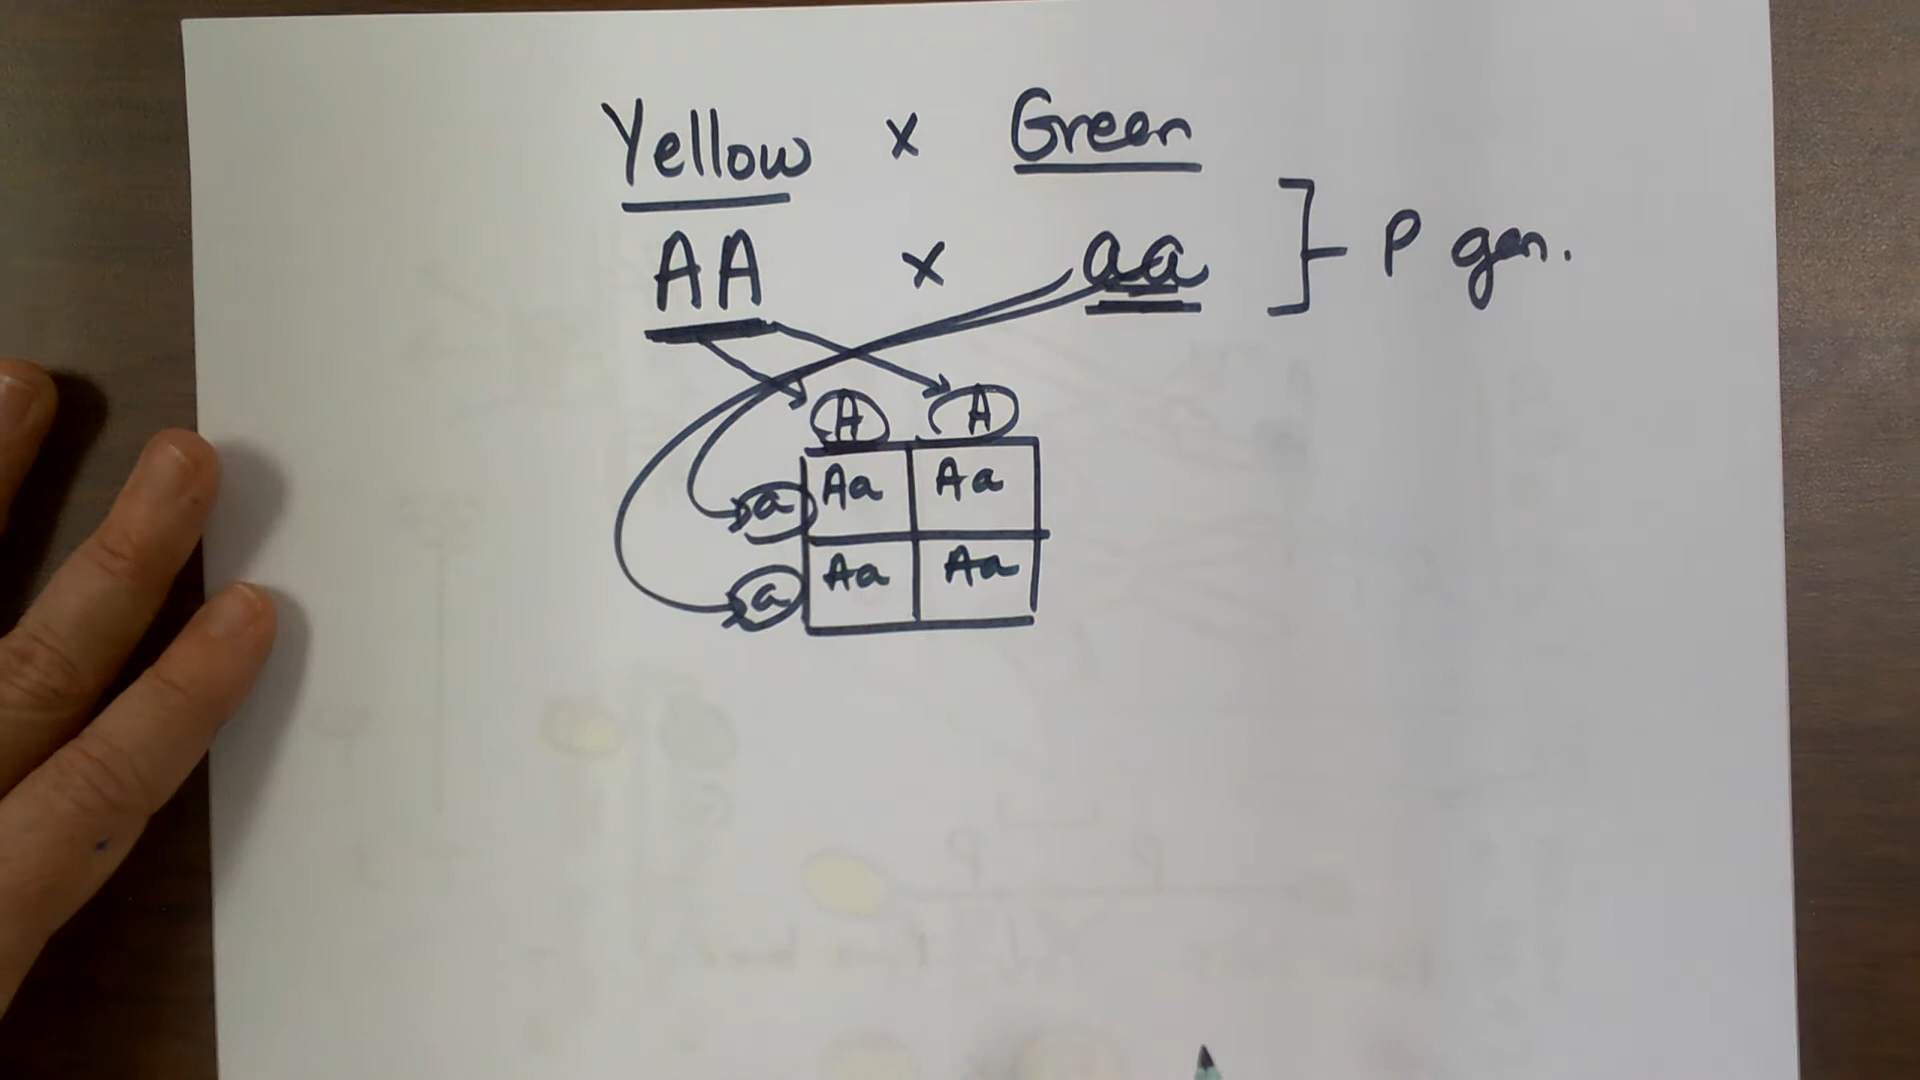 Yellow x Green
AA x aa P gen.
A A
a Aa Aa
a Aa Aa